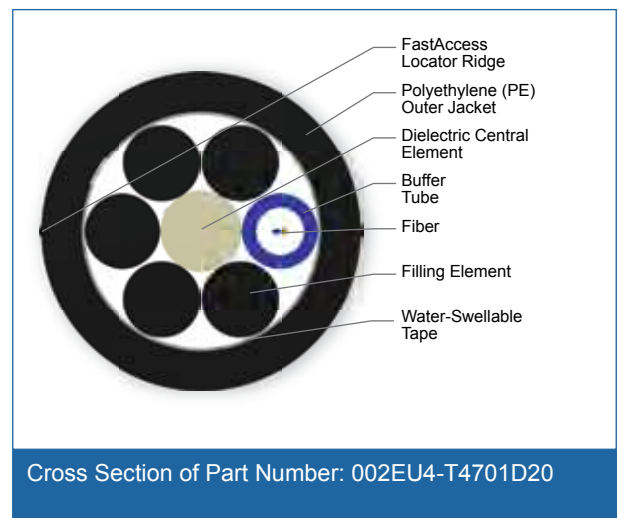 FastAccess
Locator Ridge
Polyethylene (PE)
Outer Jacket
Dielectric Central
Element
Buffer
Tube
Fiber
Filling Element
Water-Swellable
Tape
Cross Section of Part Number: 002EU4-T4701D20